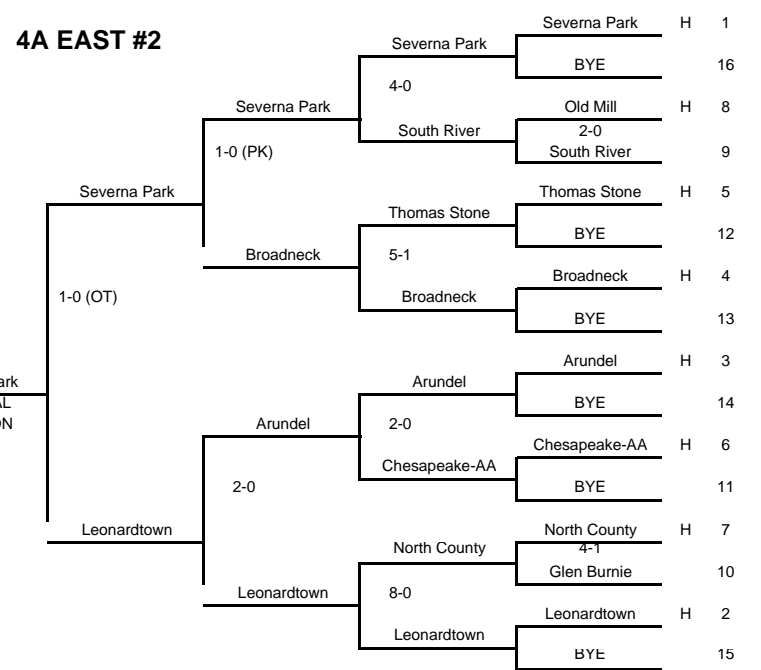 4A EAST #2
Severna Park H 1
Severna Park
BYE 16
4-0
Severna Park
Old Mill H 8
South River
2-0
1-0 (PK)
South River 9
Severna Park
Thomas Stone H 5
Thomas Stone
BYE 12
Broadneck
5-1
Broadneck H 4
1-0 (OT)
Broadneck
BYE 13
Arundel H 3
ark
Arundel
AL
BYE 14
ON
Arundel
2-0
Chesapeake-AA H 6
Chesapeake-AA
2-0
BYE 11
Leonardtown
North County H 7
North County
4-1
Glen Burnie 10
Leonardtown
8-0
Leonardtown H 2
Leonardtown
BYE 15